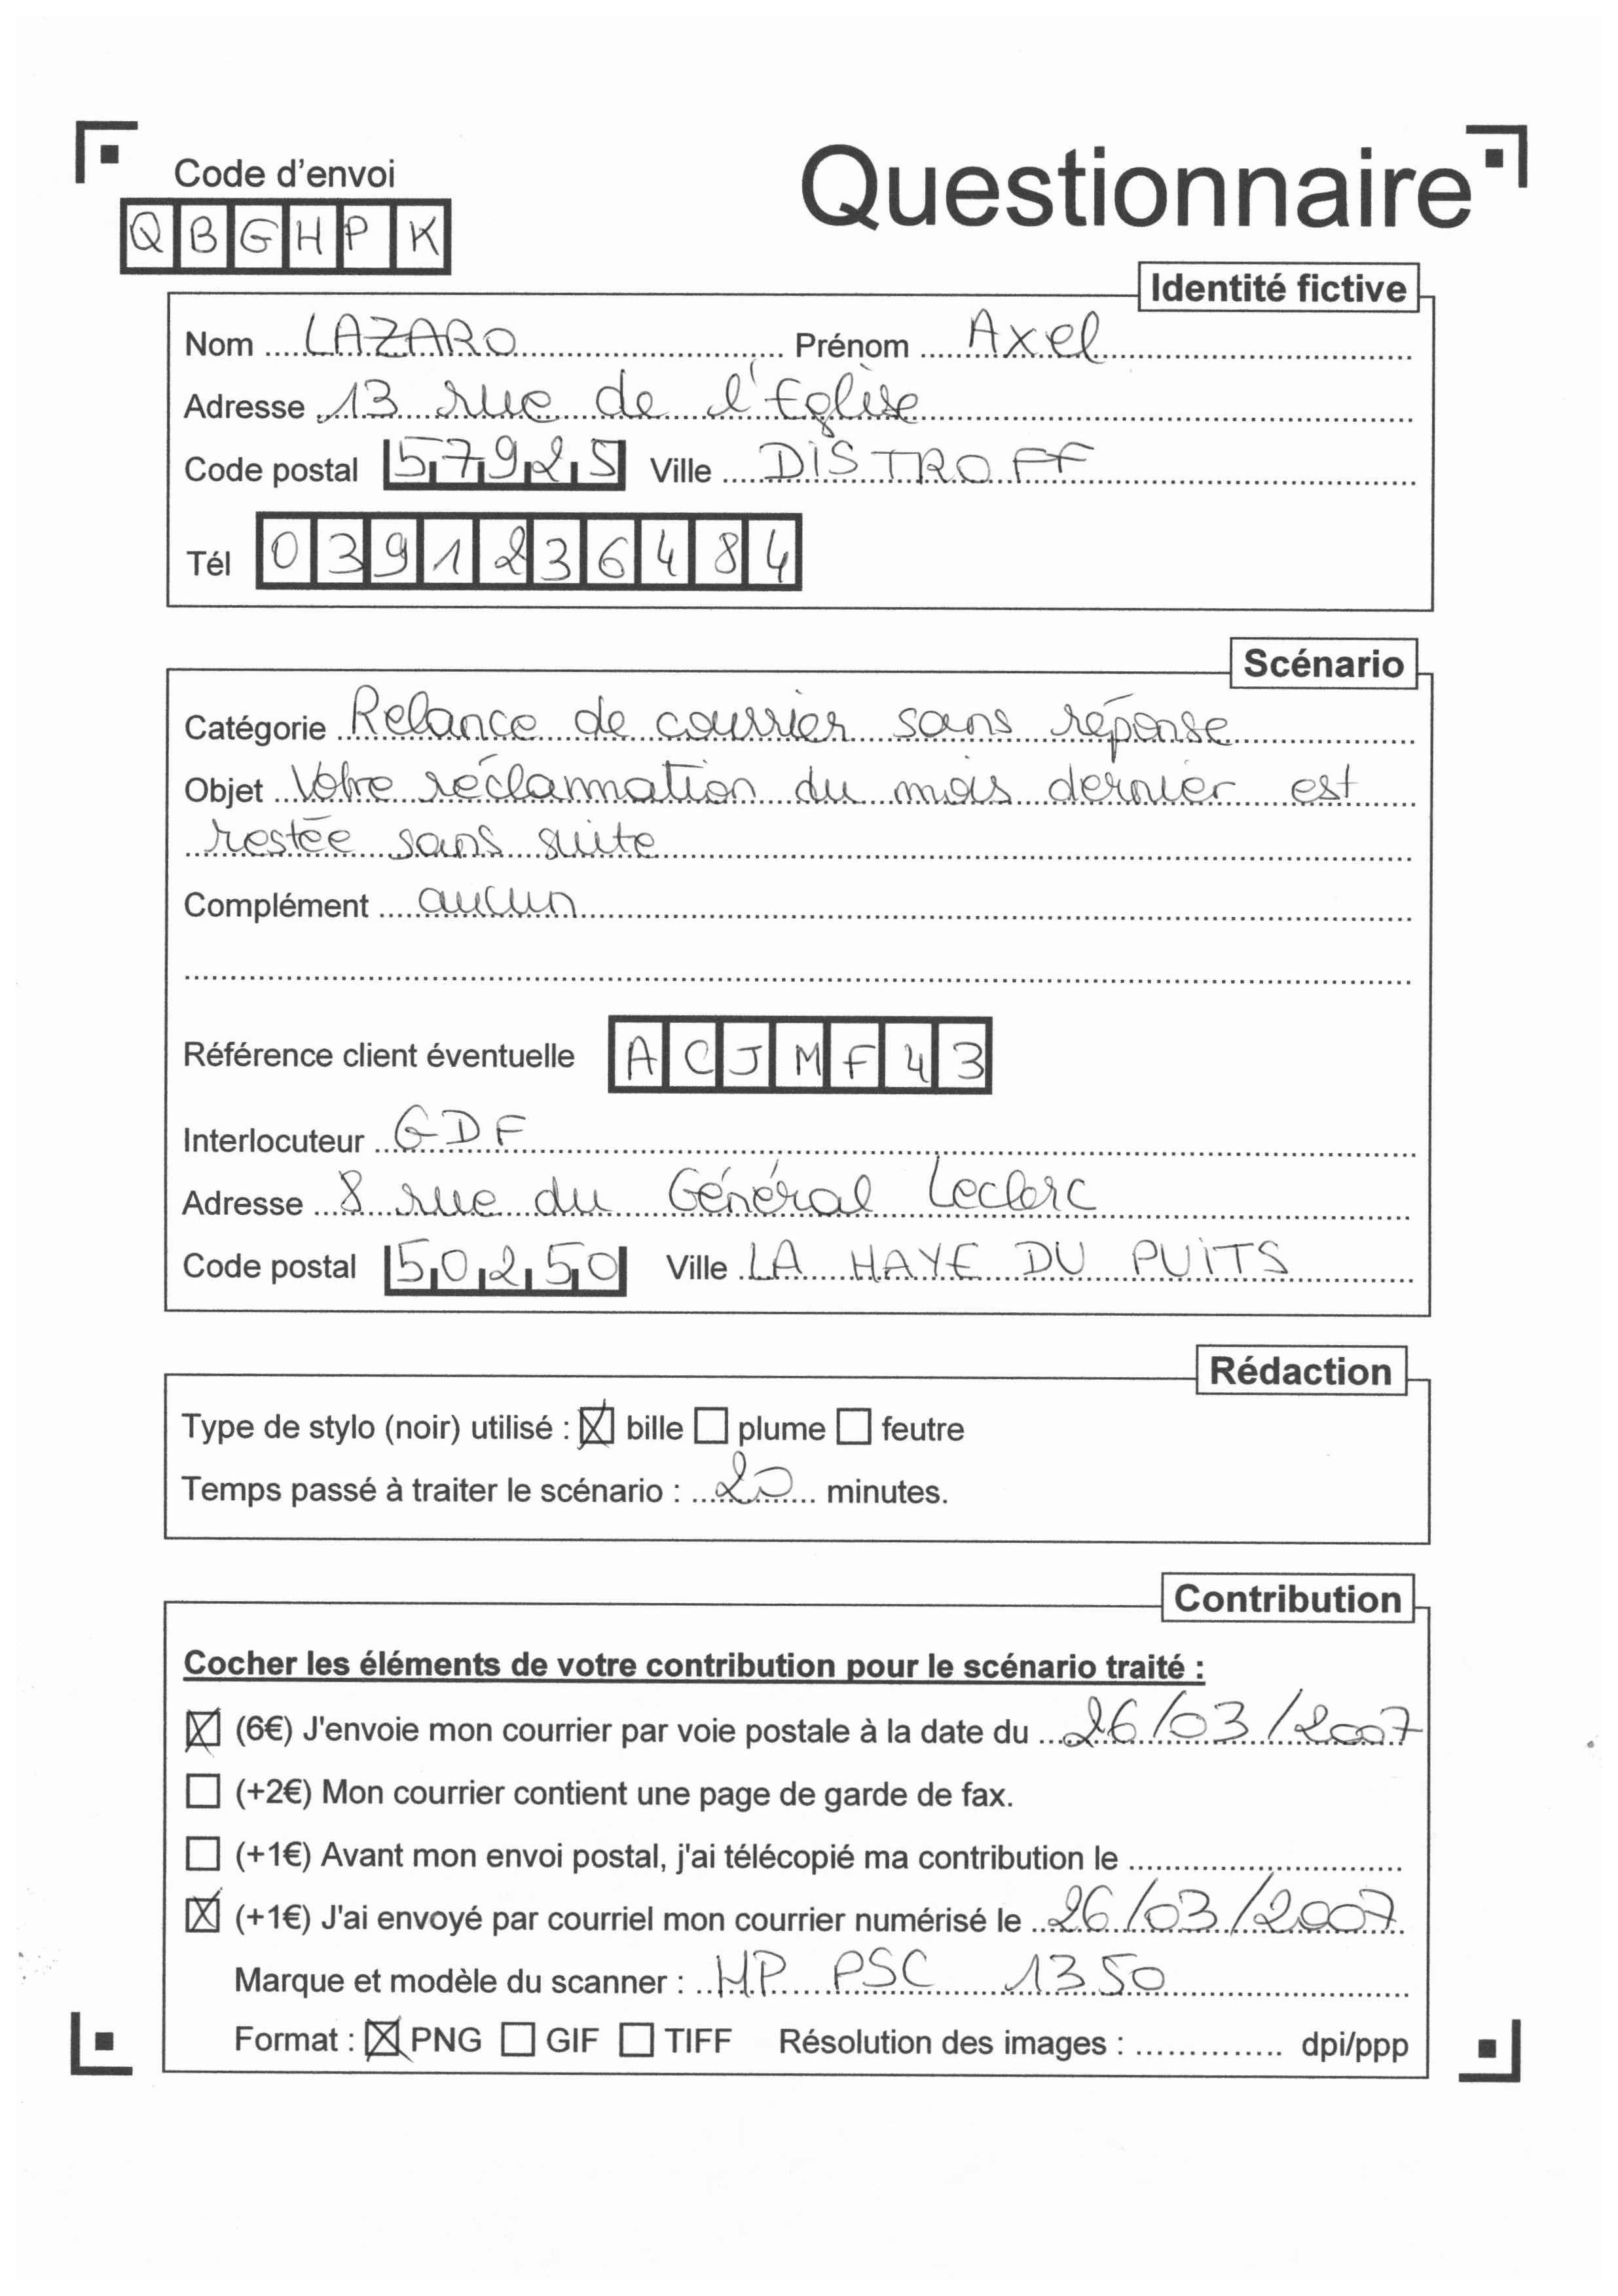 Code d'envoi
Questionnaire
QBGHPK
Identité fictive
Nom LAZARO Prénom Axel
Adresse 13 rue de l'Eglise
Code postal 57925 Ville DISTROFF
Tél 0391236484
Scénario
Catégorie Relance de courrier sans réponse
Objet Votre réclammation du mois dernier est
restée sans suite
Complément aucun
Référence client éventuelle ACJMF43
Interlocuteur GDF
Adresse 8 rue du Général Leclerc
Code postal 50250 Ville LA HAYE DU PUITS
Rédaction
Type de stylo (noir) utilisé : ☒ bille ☐ plume ☐ feutre
Temps passé à traiter le scénario : 20 minutes.
Contribution
Cocher les éléments de votre contribution pour le scénario traité :
☒ (6€) J'envoie mon courrier par voie postale à la date du 26/03/2007
☐ (+2€) Mon courrier contient une page de garde de fax.
☐ (+1€) Avant mon envoi postal, j'ai télécopié ma contribution le
☒ (+1€) J'ai envoyé par courriel mon courrier numérisé le 26/03/2007
Marque et modèle du scanner : HP PSC 1350
Format : ☒ PNG ☐ GIF ☐ TIFF Résolution des images : dpi/ppp